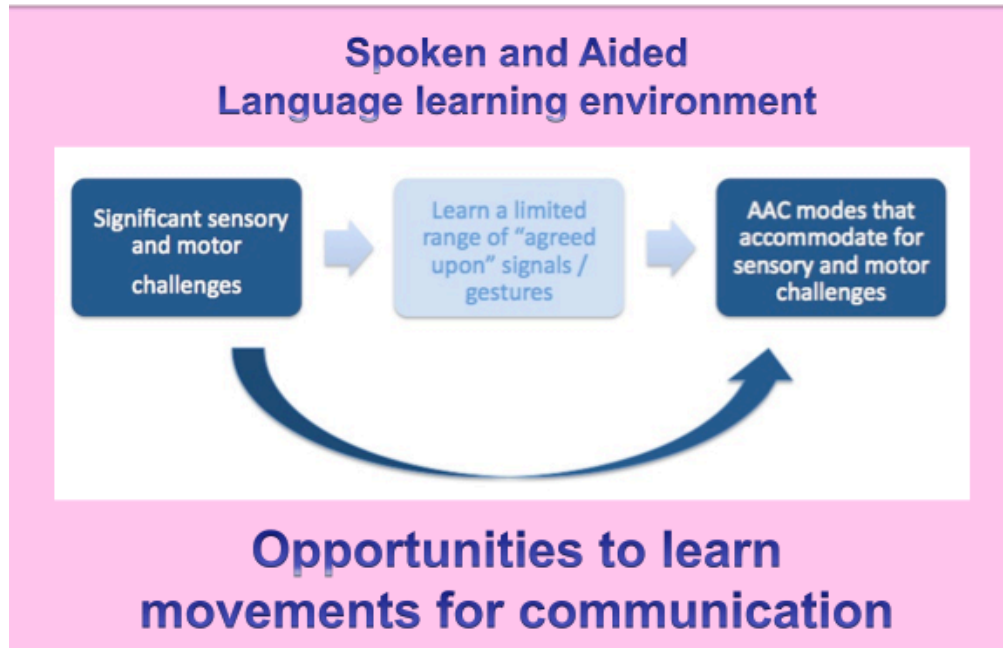 Spoken and Aided
Language learning environment
Significant sensory
and motor
challenges
Learn a limited
range of “agreed
upon” signals /
gestures
AAC modes that
accommodate for
sensory and motor
challenges
Opportunities to learn
movements for communication